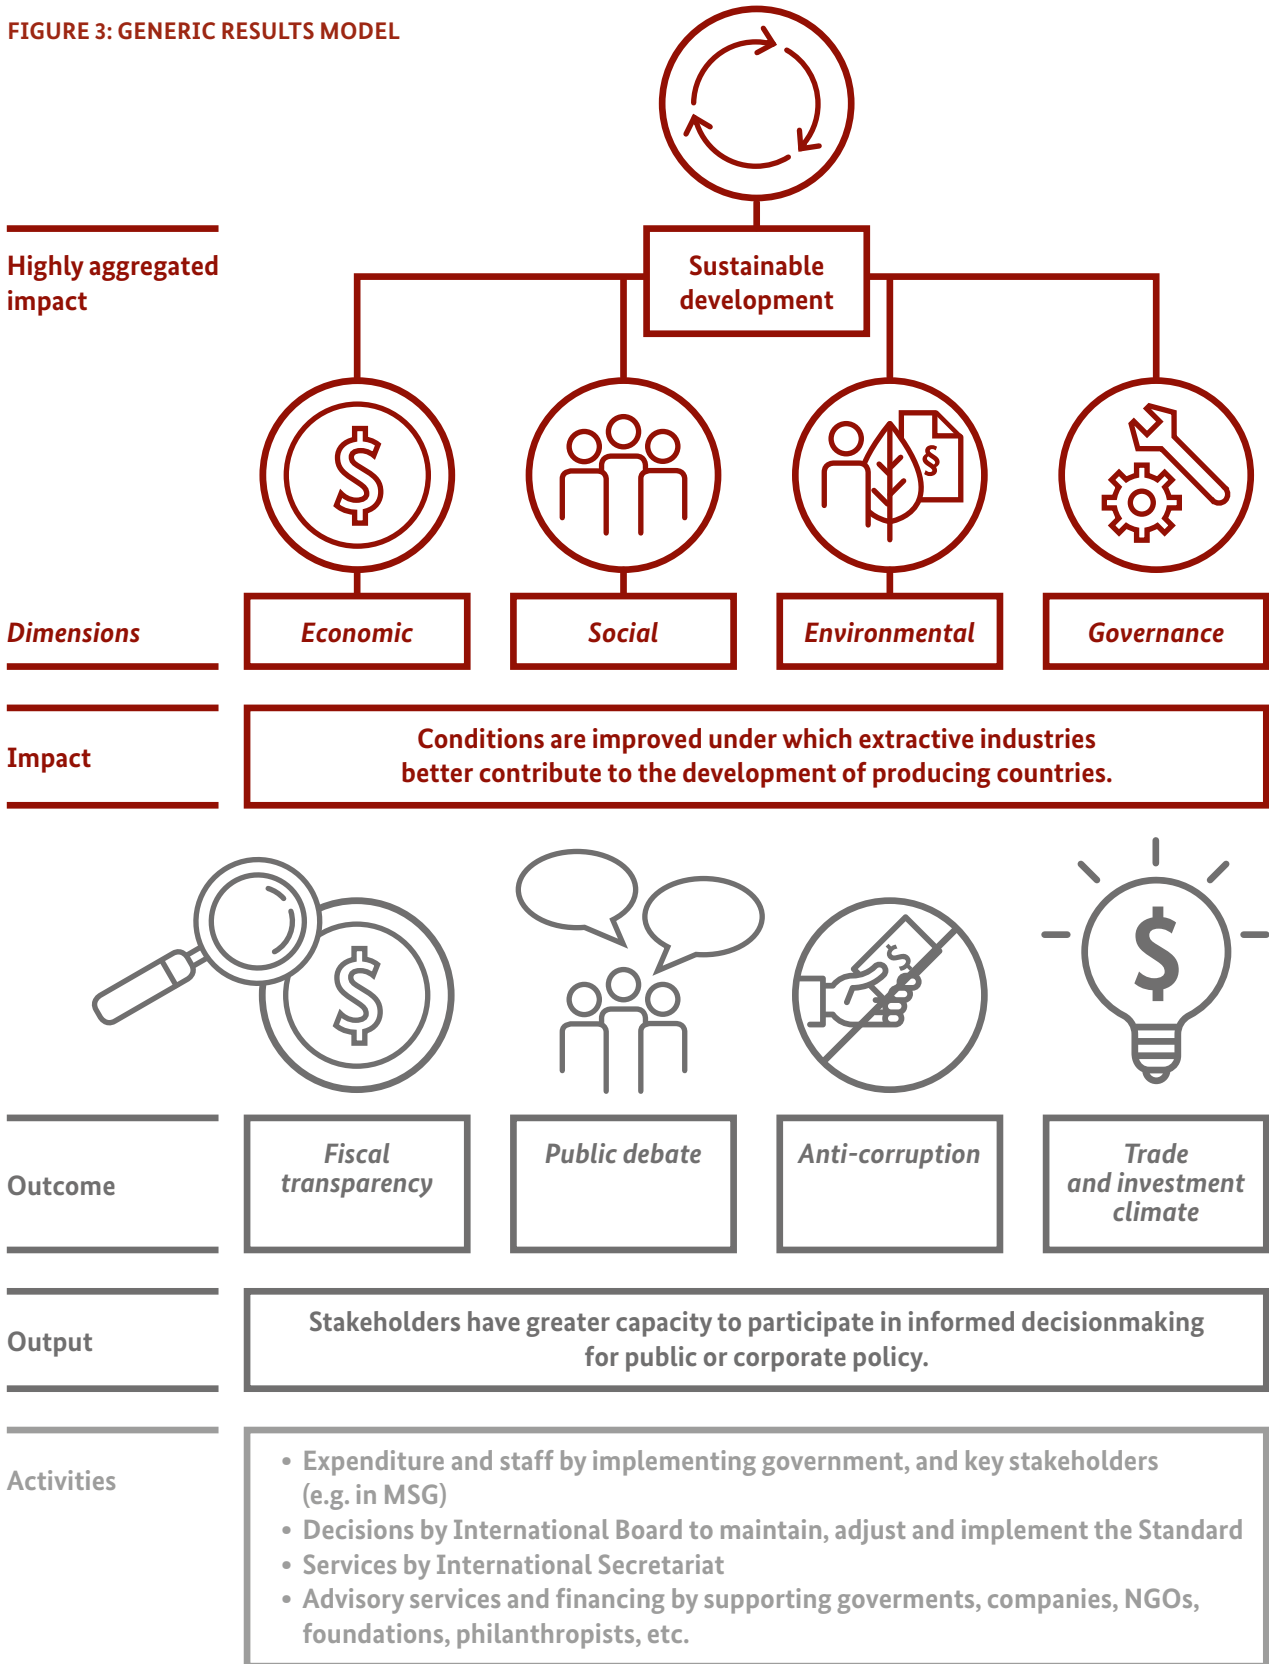 FIGURE 3: GENERIC RESULTS MODEL
Highly aggregated
impact
Sustainable
development
Dimensions
Economic
Social
§
Environmental
Governance
Impact
Conditions are improved under which extractive industries
better contribute to the development of producing countries.
Outcome
Fiscal
transparency
Public debate
Anti-corruption
Trade
and investment
climate
Output
Stakeholders have greater capacity to participate in informed decisionmaking
for public or corporate policy.
Activities
• Expenditure and staff by implementing government, and key stakeholders
(e.g. in MSG)
• Decisions by International Board to maintain, adjust and implement the Standard
• Services by International Secretariat
• Advisory services and financing by supporting goverments, companies, NGOs,
foundations, philanthropists, etc.